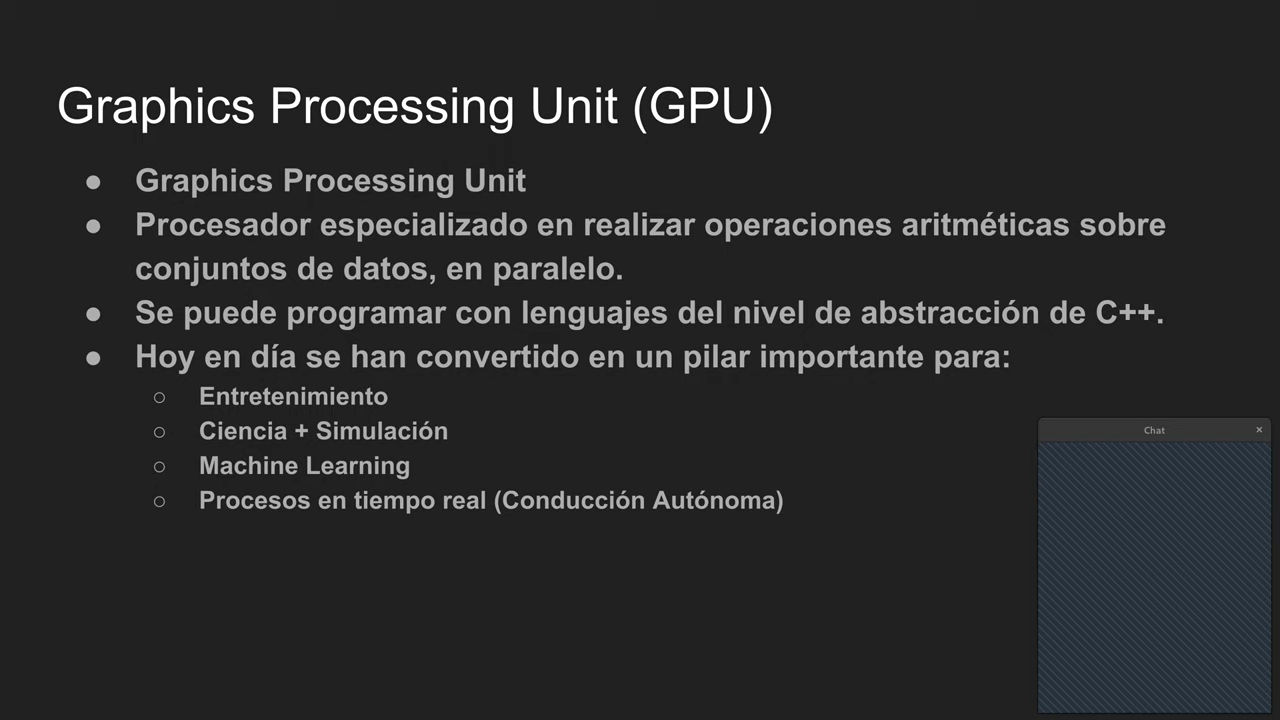 Graphics Processing Unit (GPU)
● Graphics Processing Unit
● Procesador especializado en realizar operaciones aritméticas sobre
conjuntos de datos, en paralelo.
● Se puede programar con lenguajes del nivel de abstracción de C++.
● Hoy en día se han convertido en un pilar importante para:
○ Entretenimiento
○ Ciencia + Simulación
○ Machine Learning
○ Procesos en tiempo real (Conducción Autónoma)
Chat ×